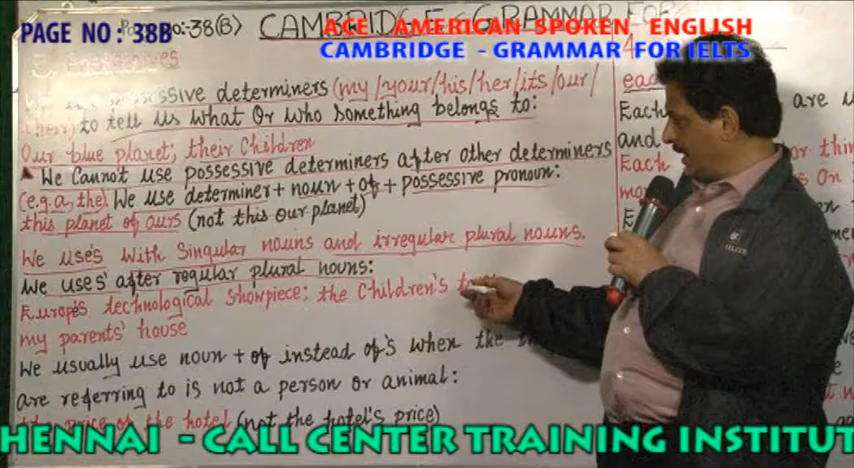 PAGE NO : 38B
38(B)
CAMBRIDGE GRAMMAR FOR
ACE AMERICAN SPOKEN ENGLISH
CAMBRIDGE - GRAMMAR FOR IELTS
possessive determiners (my/your/his/her/its/our/
their) to tell us what Or who something belongs to:
Our blue planet; their Children
We Cannot use possessive determiners after other determiners
(e.g. a, the). We use determiner + noun + of + possessive pronoun:
this planet of ours (not this our planet)
We use's With Singular nouns and irregular plural nouns.
We use s' after regular plural nouns:
Europe's technological Showpiece; the Children's
my parents' house
We usually use noun + of instead of's when the
are referring to is not a person or animal:
price of the hotel (not the hotel's price)
Each
and
Each
are
or
on
HENNAI - CALL CENTER TRAINING INSTITUT